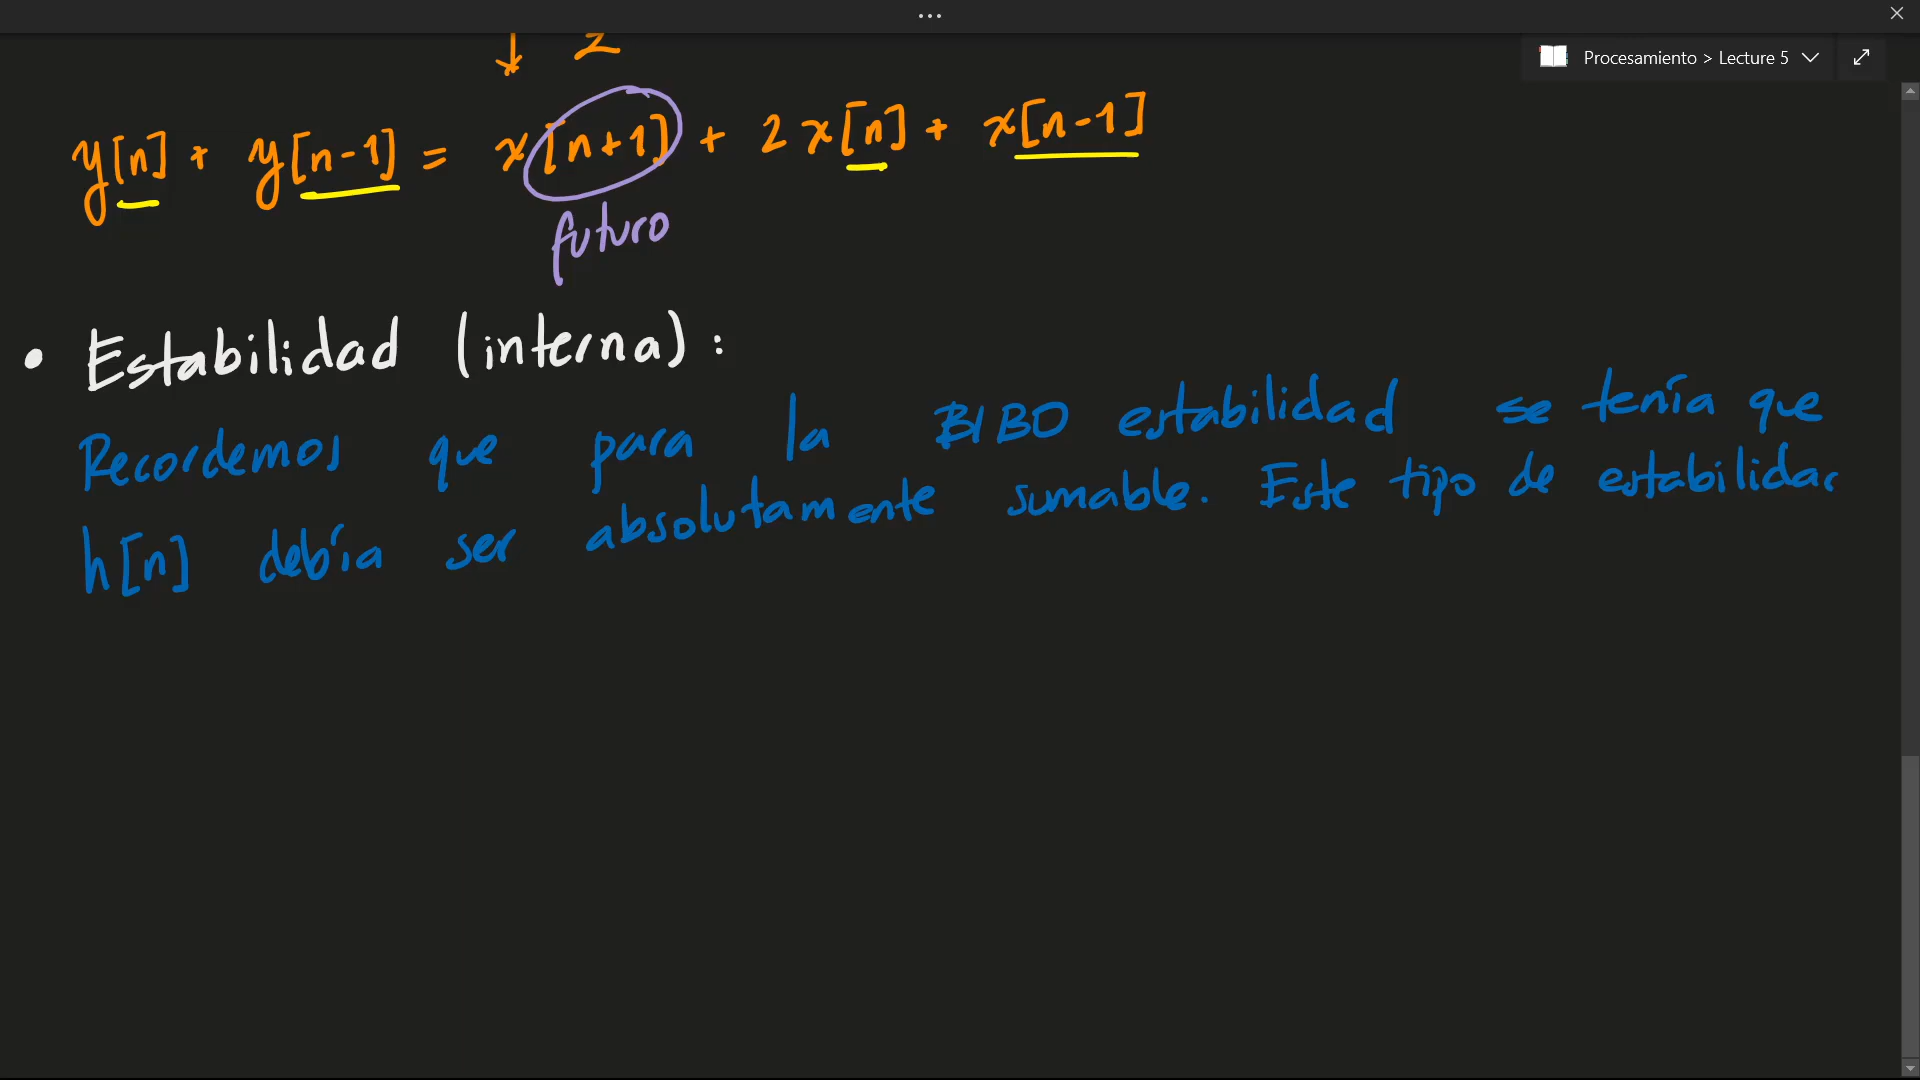 ...
Procesamiento > Lecture 5
↓ 2
y[n] + y[n-1] = x[n+1] + 2x[n] + x[n-1]
futuro
• Estabilidad (interna):
Recordemos que para la BIBO estabilidad se tenía que
h[n] debía ser absolutamente sumable. Este tipo de estabilidad